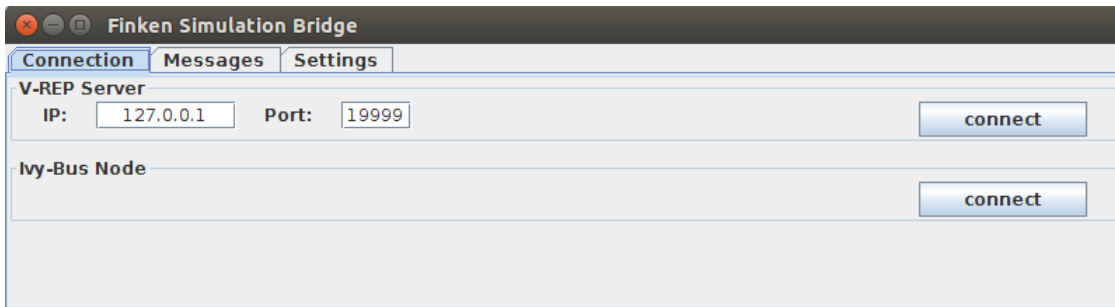 Finken Simulation Bridge
Connection Messages Settings
V-REP Server
IP: 127.0.0.1 Port: 19999 connect
Ivy-Bus Node
connect